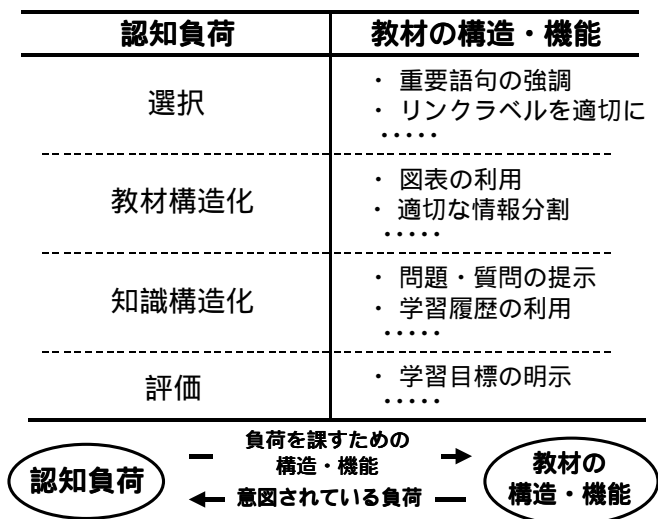 認知負荷 教材の構造・機能
選択
・ 重要語句の強調
・ リンクラベルを適切に
・・・・・
教材構造化
・ 図表の利用
・ 適切な情報分割
・・・・・
知識構造化
・ 問題・質問の提示
・ 学習履歴の利用
・・・・・
評価
・ 学習目標の明示
・・・・・
認知負荷
負荷を課すための
構造・機能
意図されている負荷
教材の
構造・機能